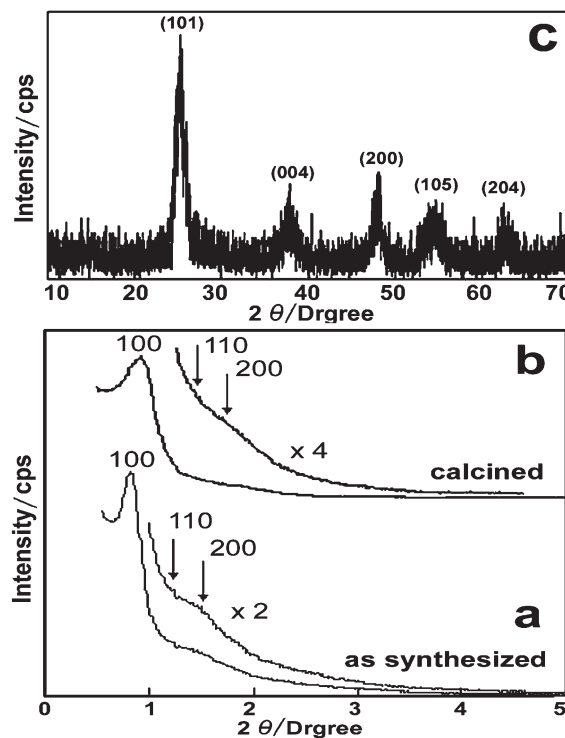 (101)
c
(004)
(200)
(105)
(204)
Intensity/cps
10 20 30 40 50 60 70
2 θ/Drgree
100
110
200
b
x 4
calcined
100
110
200
x 2
a
as synthesized
Intensity/cps
0 1 2 3 4 5
2 θ/Drgree